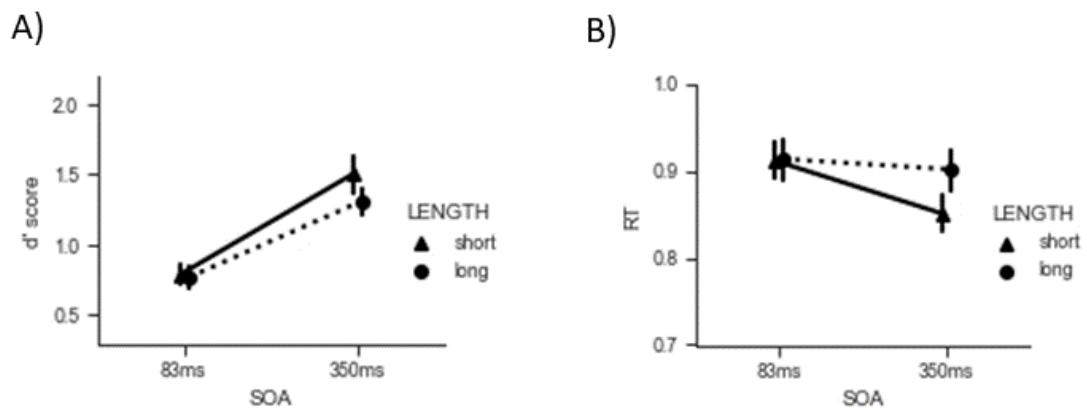 A)
2.0
1.5
1.0
0.5
d' score
83ms
350ms
SOA
LENGTH
short
long
B)
1.0
0.9
0.8
0.7
RT
83ms
350ms
SOA
LENGTH
short
long